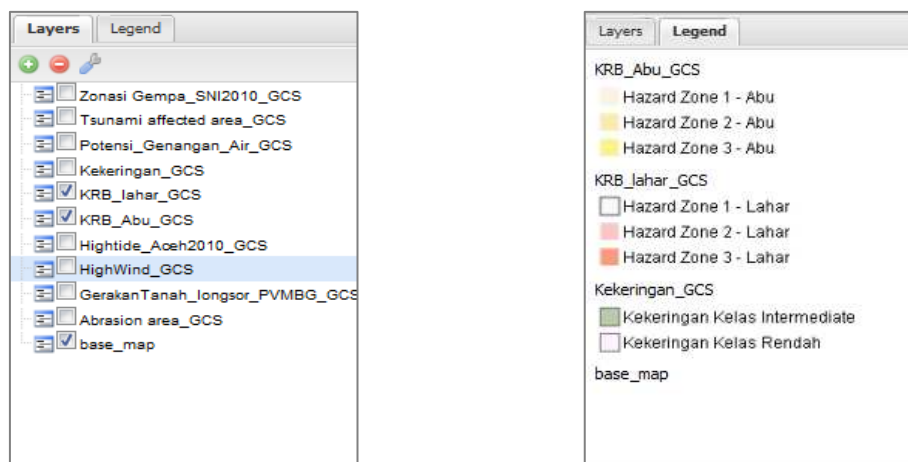 Layers Legend
Zonasi Gempa_SNI2010_GCS
Tsunami affected area_GCS
Potensi_Genangan_Air_GCS
Kekeringan_GCS
KRB_lahar_GCS
KRB_Abu_GCS
Hightide_Aceh2010_GCS
HighWind_GCS
GerakanTanah_longsor_PVMBG_GCS
Abrasion area_GCS
base_map
Layers Legend
KRB_Abu_GCS
Hazard Zone 1 - Abu
Hazard Zone 2 - Abu
Hazard Zone 3 - Abu
KRB_lahar_GCS
Hazard Zone 1 - Lahar
Hazard Zone 2 - Lahar
Hazard Zone 3 - Lahar
Kekeringan_GCS
Kekeringan Kelas Intermediate
Kekeringan Kelas Rendah
base_map